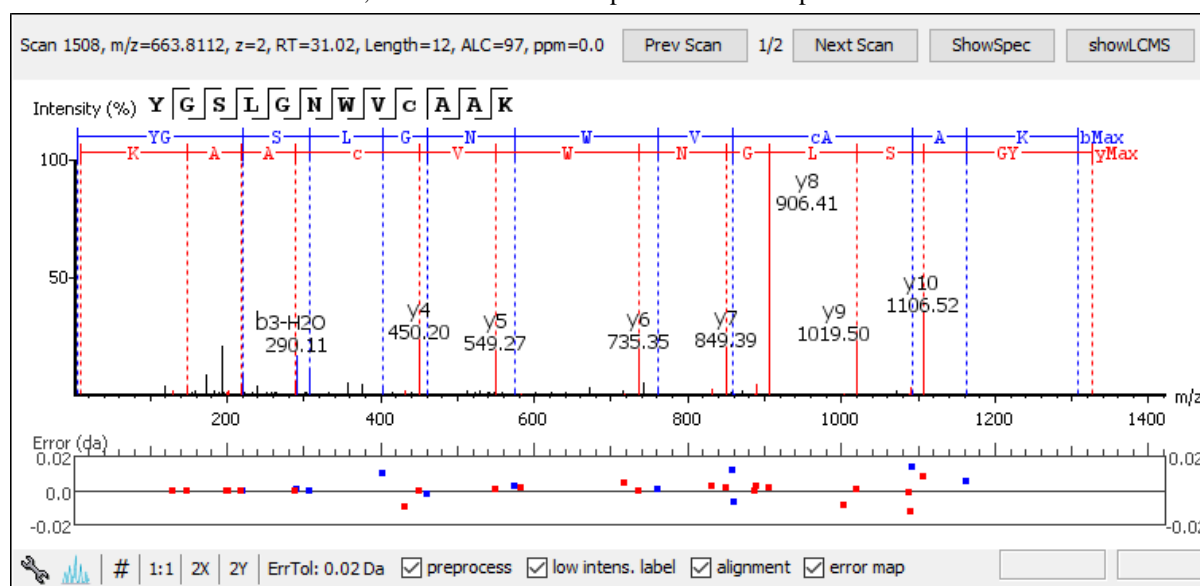 Scan 1508, m/z=663.8112, z=2, RT=31.02, Length=12, ALC=97, ppm=0.0 Prev Scan 1/2 Next Scan ShowSpec showLCMS
Intensity (%) Y G S L G N W V c A A K
YG S L G N W V cA A K bMax
K A A c V W N G L S GY yMax
100
y8
906.41
50
y10
1106.52
b3-H2O
290.11
y4
450.20
y5
549.27
y6
735.35
y7
849.39
y9
1019.50
200 400 600 800 1000 1200 1400 m/z
Error (da)
0.02 0.02
0.0 0.0
-0.02 -0.02
# 1:1 2X 2Y ErrTol: 0.02 Da preprocess low intens. label alignment error map